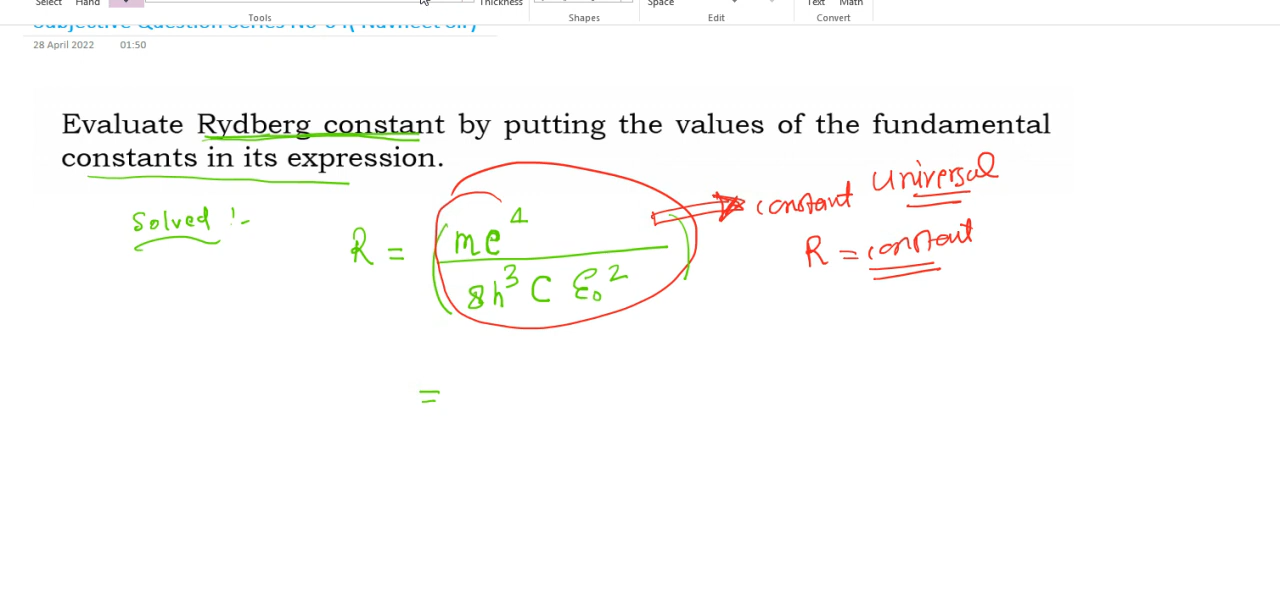 Select Hand Thickness Space Text Math
Tools Shapes Edit Convert
28 April 2022 01:50
Evaluate Rydberg constant by putting the values of the fundamental
constants in its expression.
Solved :-
R = (me⁴ / 8h³ C ε₀²)
constant universal
R = constant
=